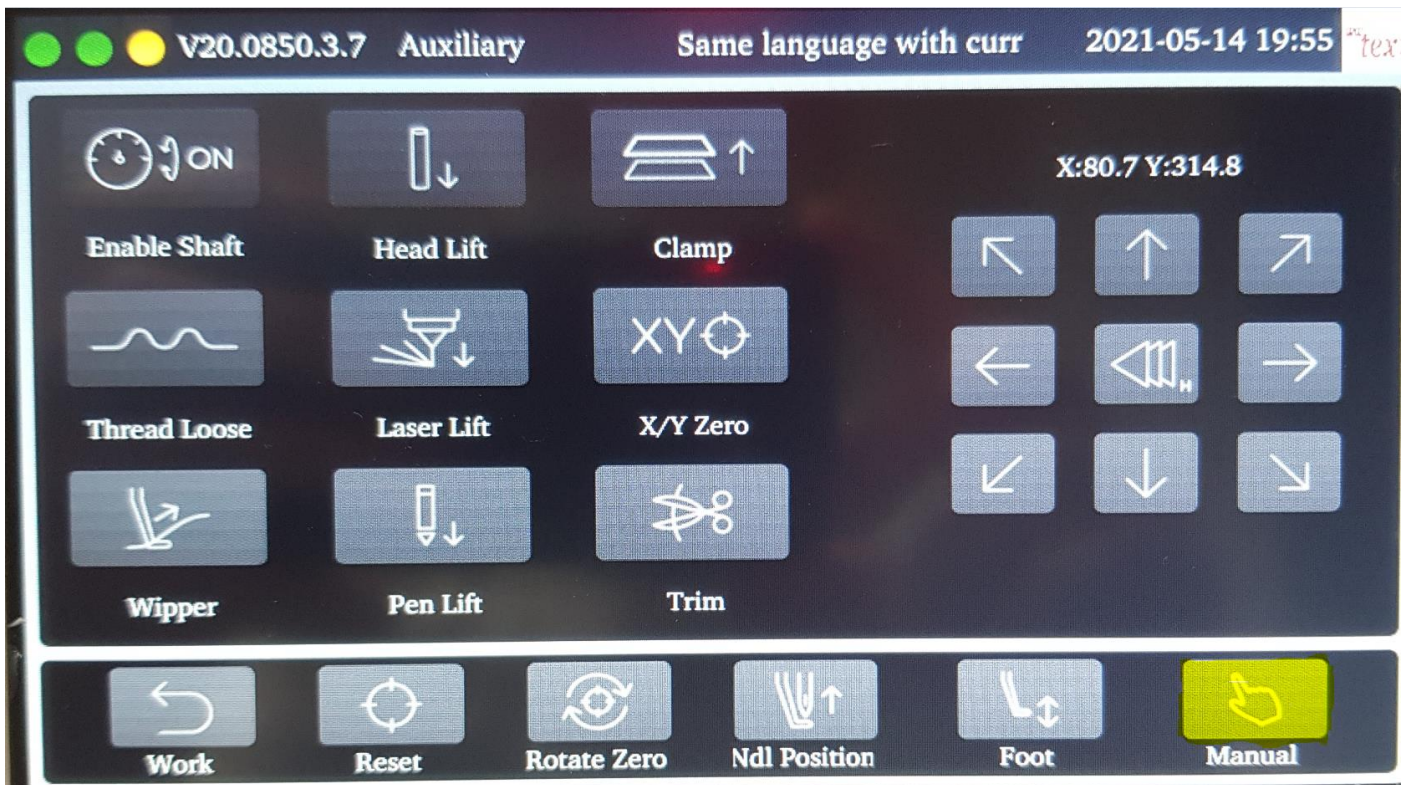 V20.0850.3.7 Auxiliary Same language with curr 2021-05-14 19:55 tex
ON
Enable Shaft Head Lift Clamp
X:80.7 Y:314.8
XY
Thread Loose Laser Lift X/Y Zero
H
Wipper Pen Lift Trim
Work Reset Rotate Zero Ndl Position Foot Manual